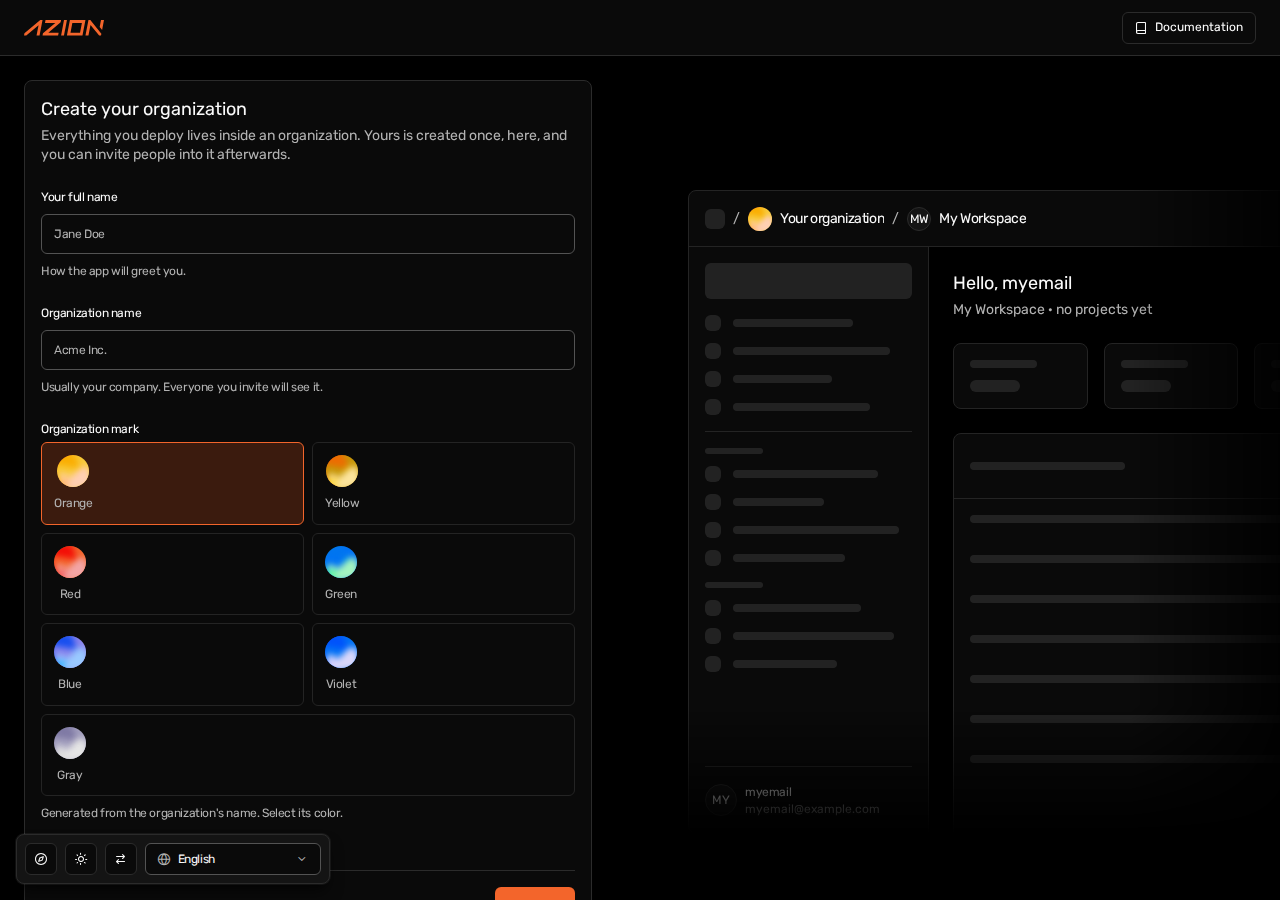 AZION
Documentation
Create your organization
Everything you deploy lives inside an organization. Yours is created once, here, and
you can invite people into it afterwards.
Your full name
Jane Doe
How the app will greet you.
Organization name
Acme Inc.
Usually your company. Everyone you invite will see it.
Organization mark
Orange
Yellow
Red
Green
Blue
Violet
Gray
Generated from the organization's name. Select its color.
English
/ Your organization / MW My Workspace
Hello, myemail
My Workspace • no projects yet
MY
myemail
myemail@example.com